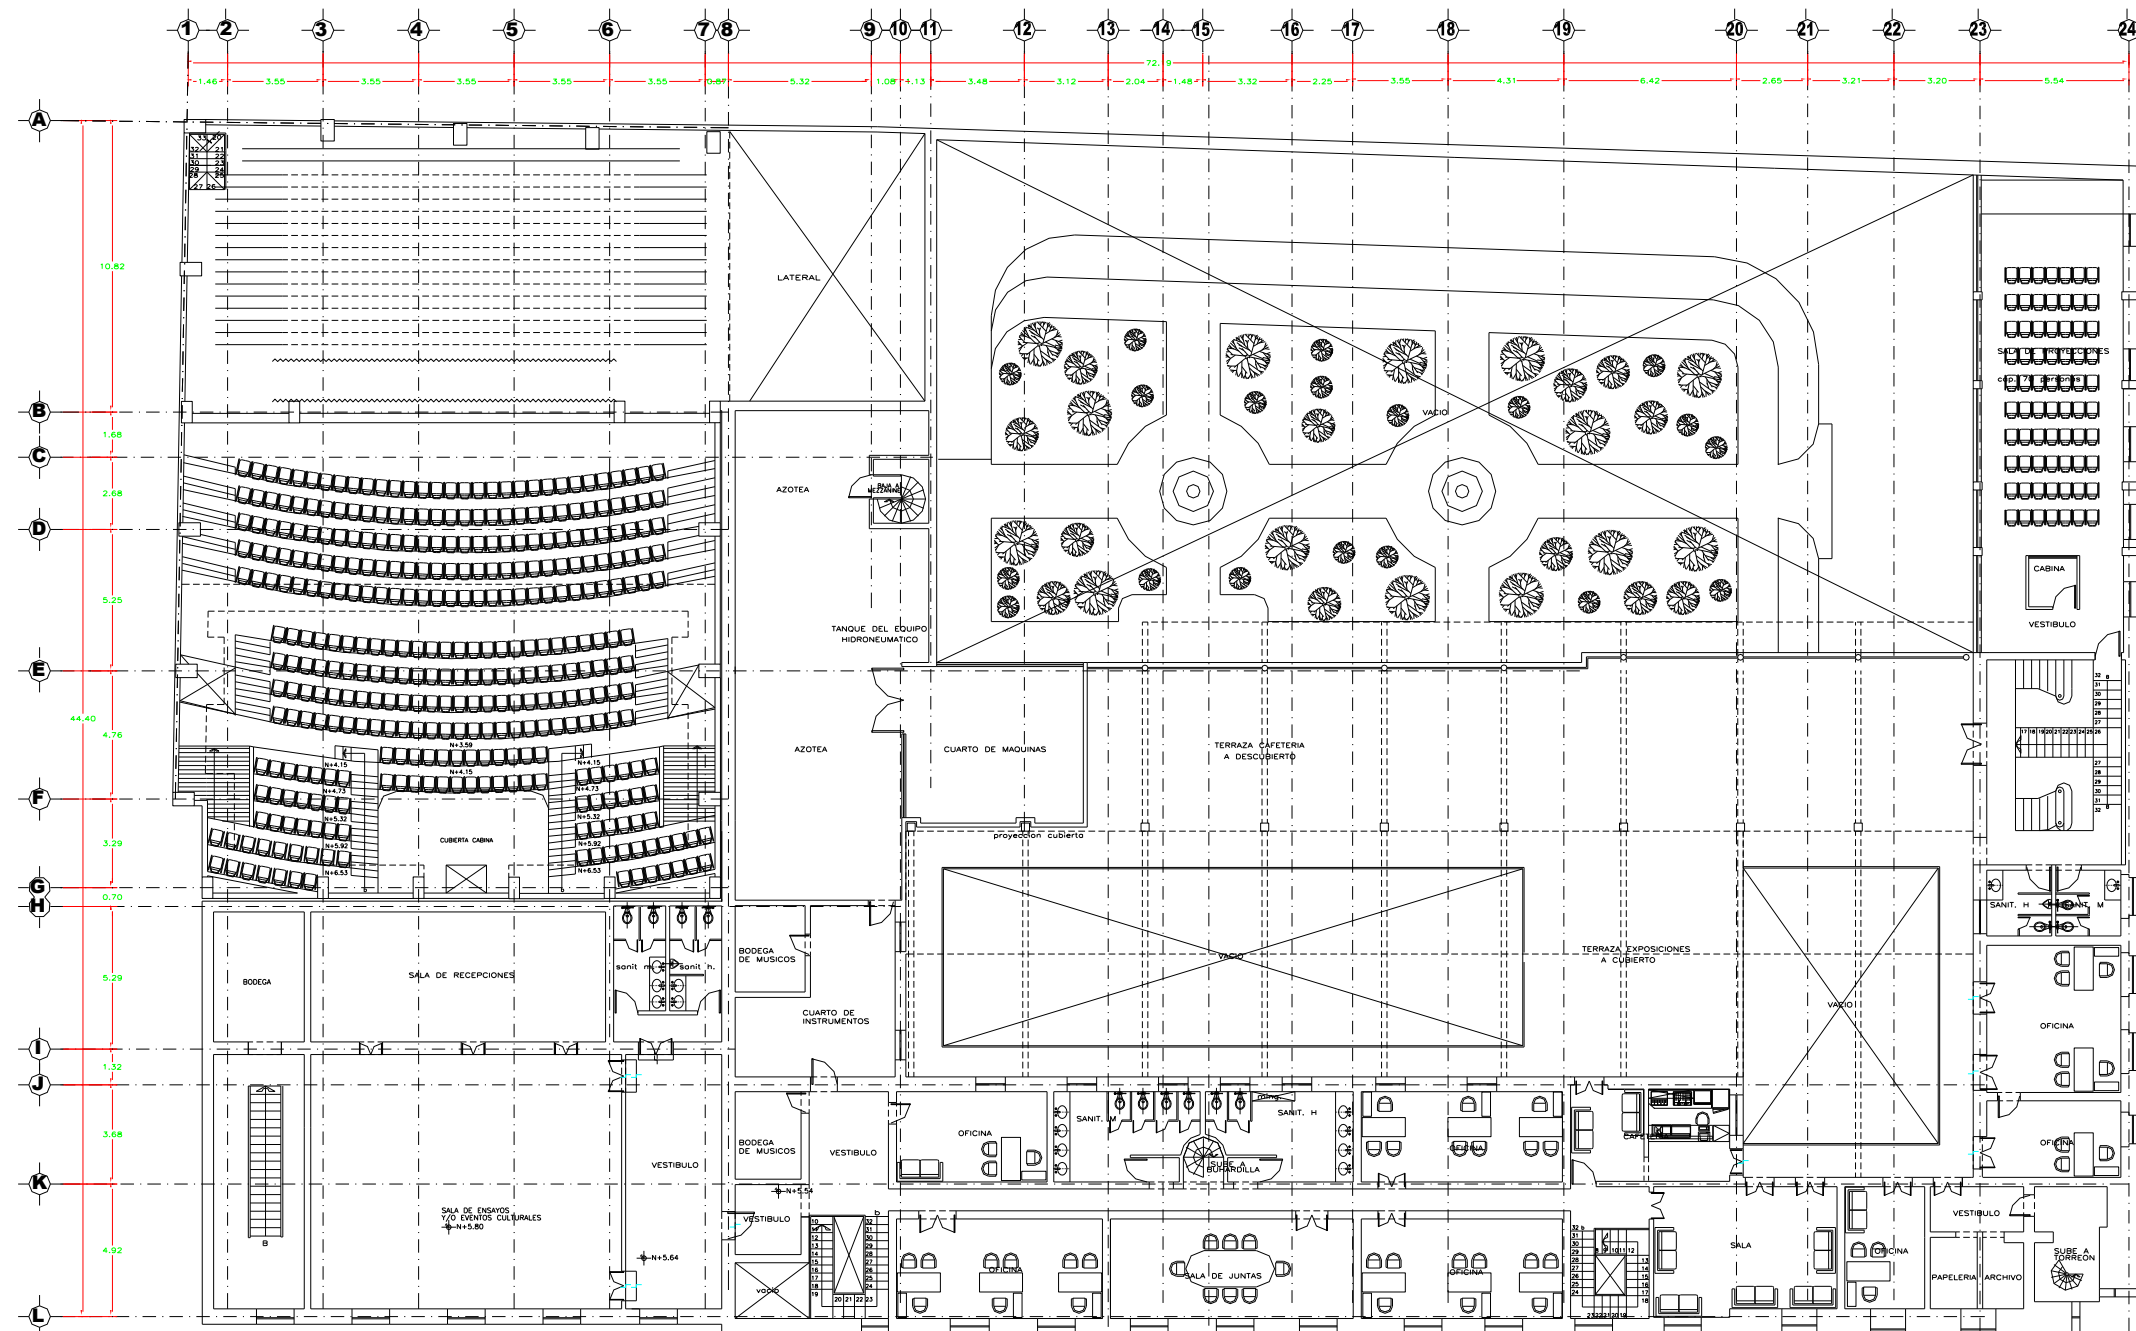 1 2 3 4 5 6 7 8 9 10 11 12 13 14 15 16 17 18 19 20 21 22 23 24
72.19
1.46 3.55 3.55 3.55 3.55 3.55 0.87 5.32 1.08 1.13 3.48 3.12 2.04 1.48 3.32 2.25 3.55 4.31 6.42 2.65 3.21 3.20 5.54
A
B
C
D
E
F
G
H
I
J
K
L
44.40
10.82
1.68
2.68
5.25
4.76
3.29
0.70
5.29
1.32
3.68
4.92
LATERAL
VACIO
SALA DE PROYECCIONES
AZOTEA
BAJA A
MEZZANINE
CABINA
VESTIBULO
TANQUE DEL EQUIPO
HIDRONEUMATICO
AZOTEA
CUARTO DE MAQUINAS
TERRAZA CAFETERIA
A DESCUBIERTO
N+3.59
N+4.15
N+4.15
N+4.15
N+4.73
N+4.73
N+5.32
N+5.32
N+5.92
N+5.92
N+6.53
N+6.53
CUBIERTA CABINA
proyeccion cubierta
SANIT. H
SANIT. M
BODEGA
SALA DE RECEPCIONES
sanit m.
sanit h.
BODEGA
DE MUSICOS
CUARTO DE
INSTRUMENTOS
VACIO
TERRAZA EXPOSICIONES
A CUBIERTO
VACIO
OFICINA
BODEGA
DE MUSICOS
VESTIBULO
VESTIBULO
OFICINA
SANIT. M
ming.
SANIT. H
SUBE A
BUHARDILLA
OFICINA
CAFETERIA
OFICINA
SALA DE ENSAYOS
Y/O EVENTOS CULTURALES
N+5.80
N+5.64
N+5.54
VESTIBULO
vacio
OFICINA
SALA DE JUNTAS
OFICINA
SALA
OFICINA
VESTIBULO
PAPELERIA
ARCHIVO
SUBE A
TORREON
B